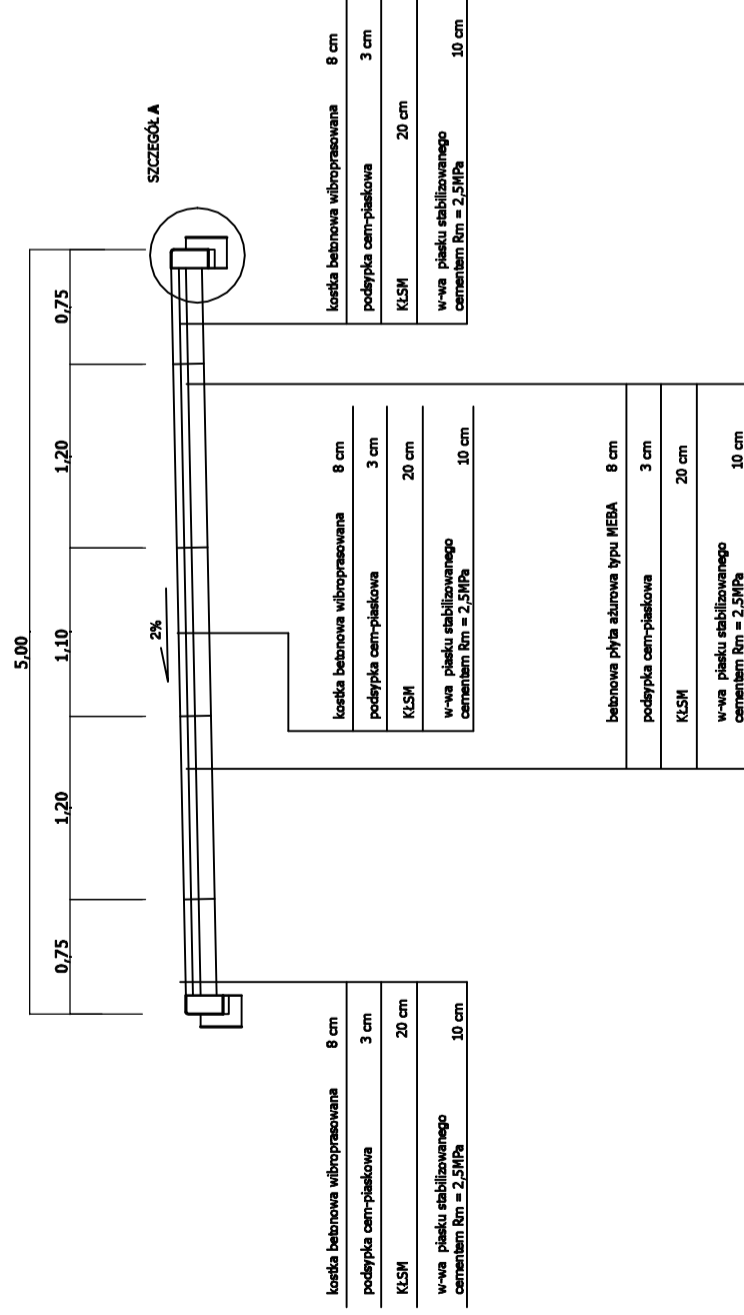 5,00
0,75
1,20
1,10
1,20
0,75
2%
SZCZEGÓŁ A
kostka betonowa wibroprasowana 8 cm
podsypka cem-piaskowa 3 cm
KŁSM 20 cm
w-wa piasku stabilizowanego
cementem Rm = 2,5MPa 10 cm
kostka betonowa wibroprasowana 8 cm
podsypka cem-piaskowa 3 cm
KŁSM 20 cm
w-wa piasku stabilizowanego
cementem Rm = 2,5MPa 10 cm
kostka betonowa wibroprasowana 8 cm
podsypka cem-piaskowa 3 cm
KŁSM 20 cm
w-wa piasku stabilizowanego
cementem Rm = 2,5MPa 10 cm
betonowa płyta ażurowa typu MEBA 8 cm
podsypka cem-piaskowa 3 cm
KŁSM 20 cm
w-wa piasku stabilizowanego
cementem Rm = 2,5MPa 10 cm